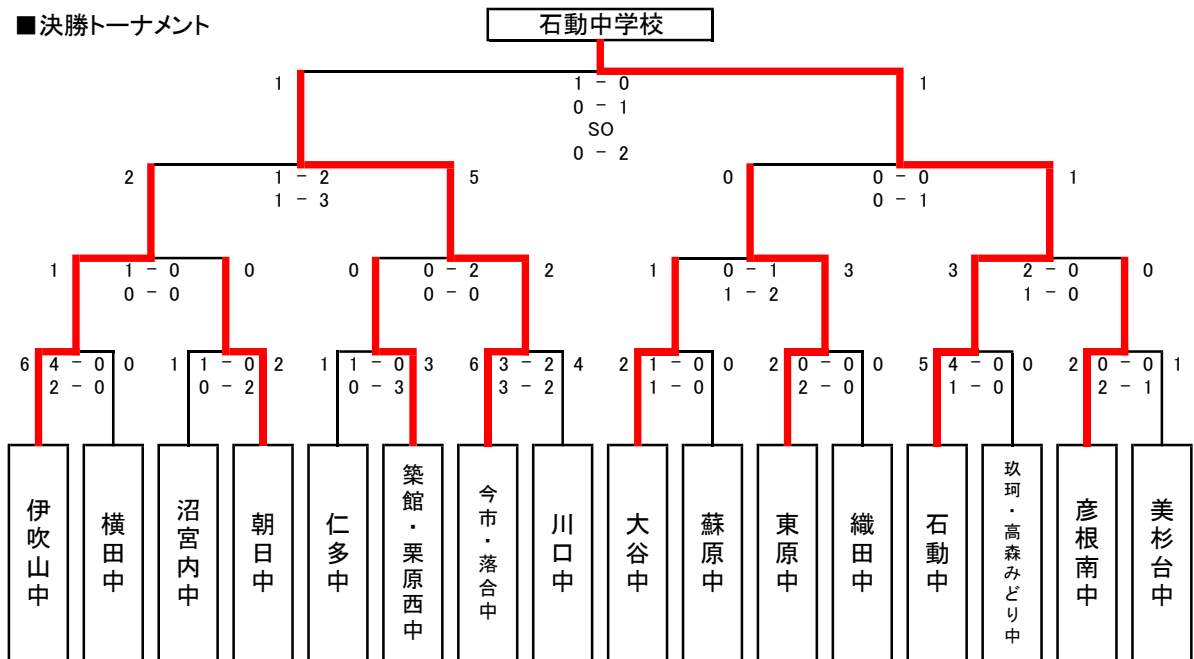 ■決勝トーナメント
石動中学校
1
1 - 0
1
0 - 1
SO
0 - 2
2
1 - 2
5
0
0 - 0
1
1 - 3
0 - 1
1
1 - 0
0
0
0 - 2
2
1
0 - 1
3
3
2 - 0
0
0 - 0
0 - 0
1 - 2
1 - 0
6
4 - 0
0
1
1 - 0
2
1
1 - 0
3
6
3 - 2
4
2
1 - 0
0
2
0 - 0
0
5
4 - 0
0
2
0 - 0
1
2 - 0
0 - 2
0 - 3
3 - 2
1 - 0
2 - 0
1 - 0
2 - 1
伊吹山中
横田中
沼宮内中
朝日中
仁多中
築館・栗原西中
今市・落合中
川口中
大谷中
蘇原中
東原中
織田中
石動中
玖珂・高森みどり中
彦根南中
美杉台中